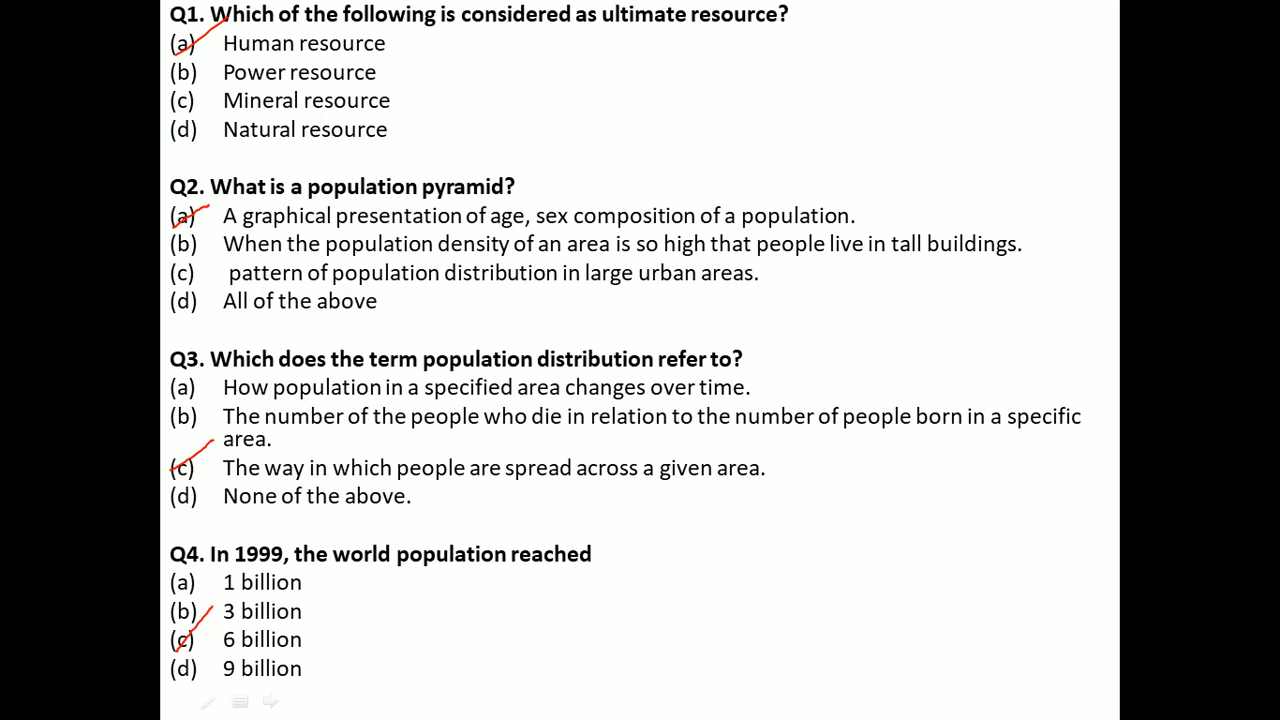 Q1. Which of the following is considered as ultimate resource?
(a) Human resource
(b) Power resource
(c) Mineral resource
(d) Natural resource
Q2. What is a population pyramid?
(a) A graphical presentation of age, sex composition of a population.
(b) When the population density of an area is so high that people live in tall buildings.
(c) pattern of population distribution in large urban areas.
(d) All of the above
Q3. Which does the term population distribution refer to?
(a) How population in a specified area changes over time.
(b) The number of the people who die in relation to the number of people born in a specific
area.
(c) The way in which people are spread across a given area.
(d) None of the above.
Q4. In 1999, the world population reached
(a) 1 billion
(b) 3 billion
(c) 6 billion
(d) 9 billion